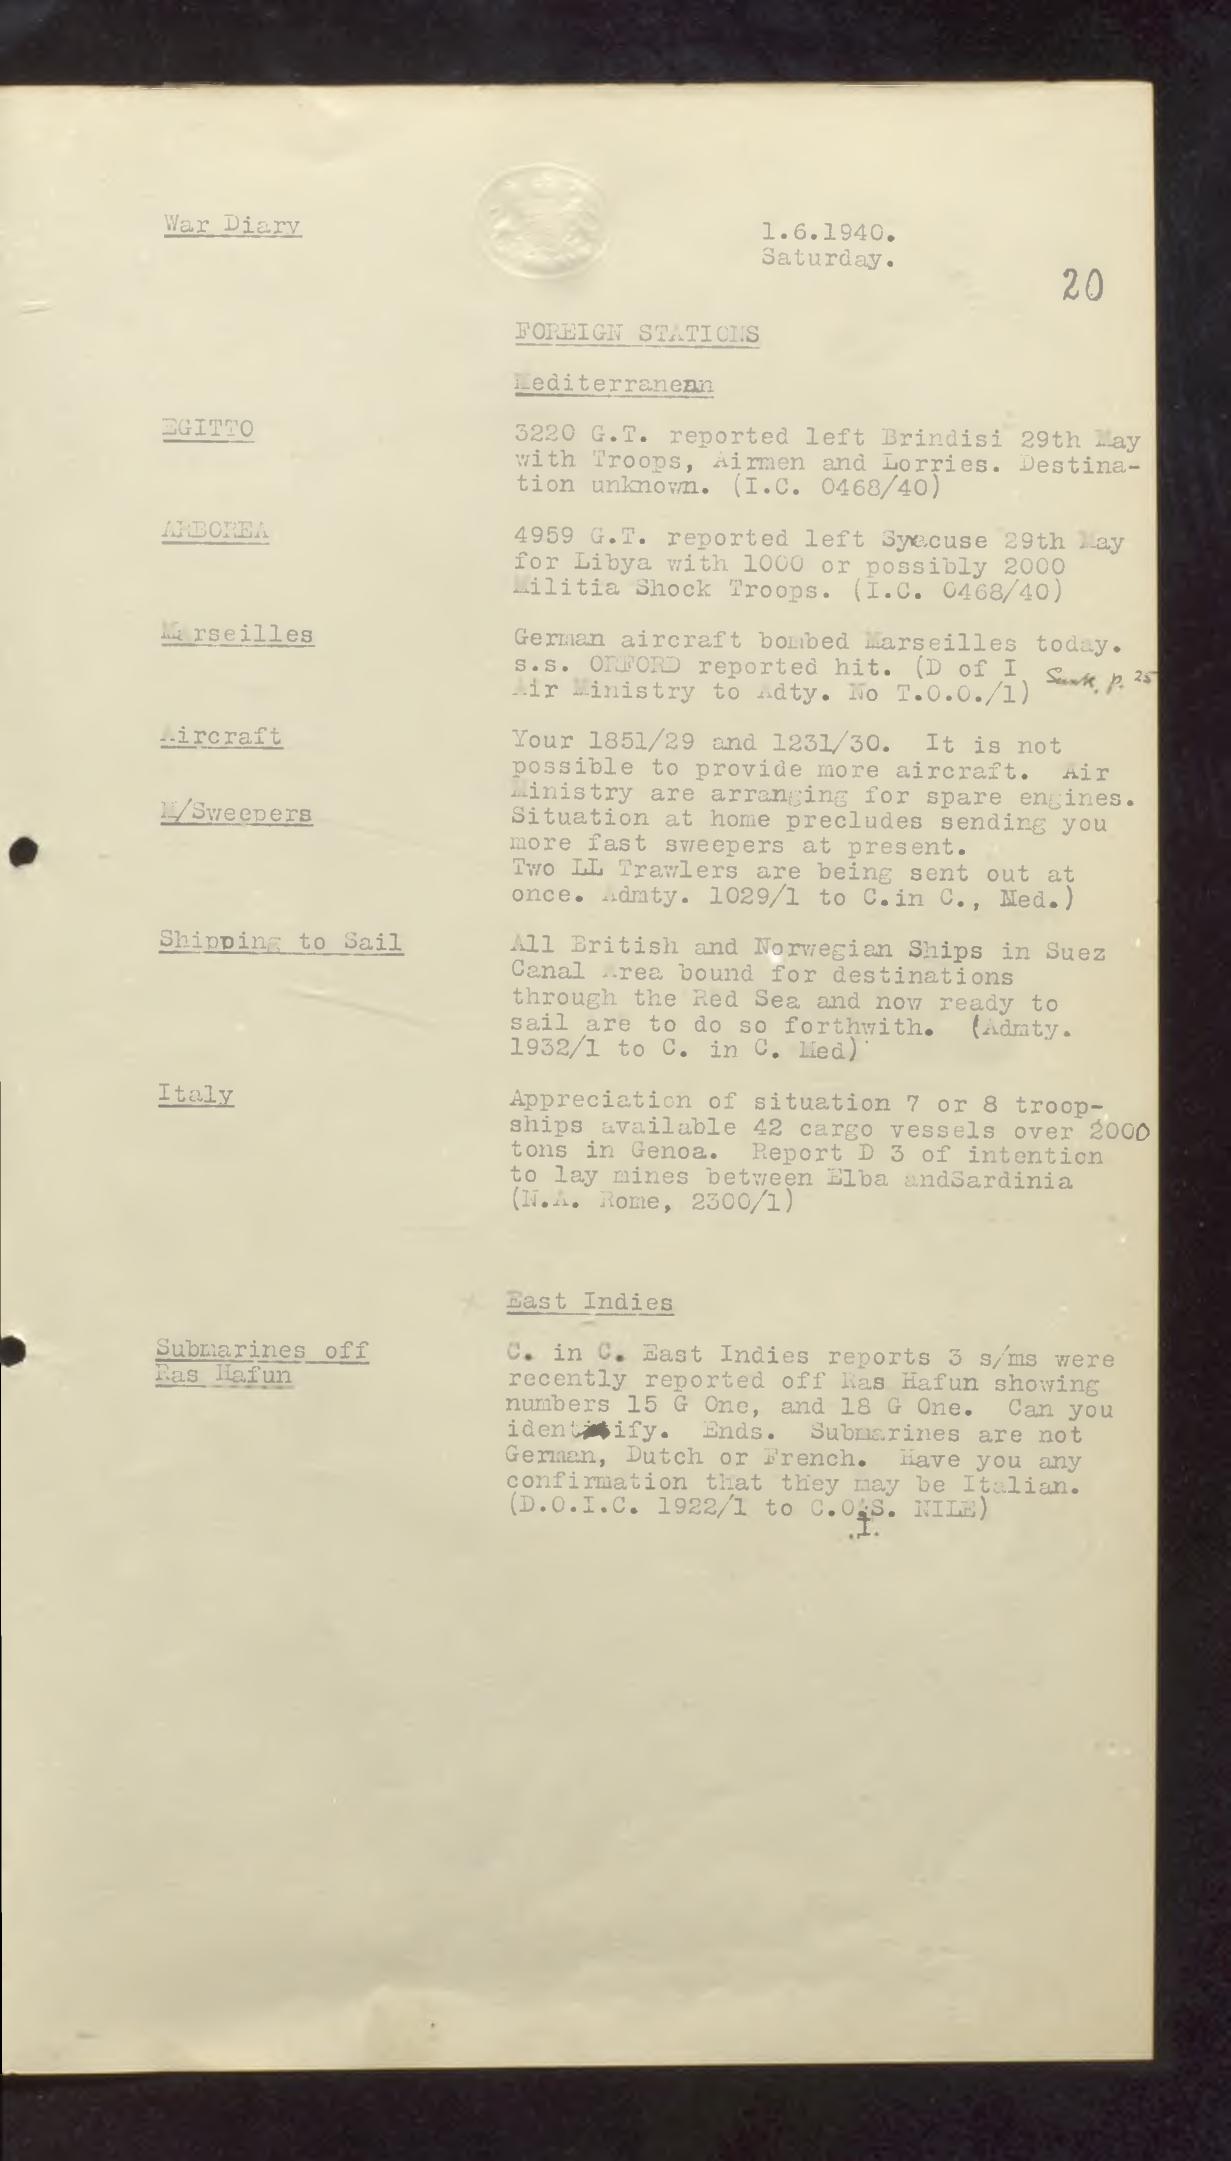 War Diary
1.6.1940.
Saturday.
20
FOREIGN STATIONS
Mediterranean
EGITTO
3220 G.T. reported left Brindisi 29th May
with Troops, Airmen and Lorries. Destina-
tion unknown. (I.C. 0468/40)
ARBOREA
4959 G.T. reported left Syracuse 29th May
for Libya with 1000 or possibly 2000
Militia Shock Troops. (I.C. 0468/40)
Marseilles
German aircraft bombed Marseilles today.
s.s. ORFORD reported hit. (D of I
Sunk, p. 25
Air Ministry to Adty. No T.O.O./1)
Aircraft
Your 1851/29 and 1231/30. It is not
possible to provide more aircraft. Air
Ministry are arranging for spare engines.
M/Sweepers
Situation at home precludes sending you
more fast sweepers at present.
Two LL Trawlers are being sent out at
once. Admty. 1029/1 to C.in C., Med.)
Shipping to Sail
All British and Norwegian Ships in Suez
Canal Area bound for destinations
through the Red Sea and now ready to
sail are to do so forthwith. (Admty.
1932/1 to C. in C. Med)
Italy
Appreciation of situation 7 or 8 troop-
ships available 42 cargo vessels over 2000
tons in Genoa. Report D 3 of intention
to lay mines between Elba andSardinia
(N.A. Rome, 2300/1)
East Indies
Submarines off
Ras Hafun
C. in C. East Indies reports 3 s/ms were
recently reported off Ras Hafun showing
numbers 15 G One, and 18 G One. Can you
identify. Ends. Submarines are not
German, Dutch or French. Have you any
confirmation that they may be Italian.
(D.O.I.C. 1922/1 to C.O.S. NILE)
.I.